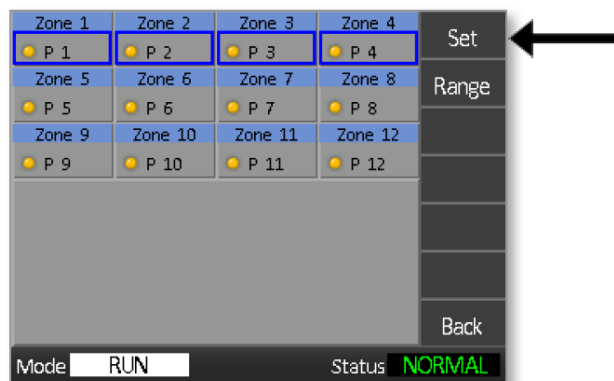 Zone 1 Zone 2 Zone 3 Zone 4 Set
P 1 P 2 P 3 P 4
Zone 5 Zone 6 Zone 7 Zone 8 Range
P 5 P 6 P 7 P 8
Zone 9 Zone 10 Zone 11 Zone 12
P 9 P 10 P 11 P 12
Back
Mode RUN Status NORMAL